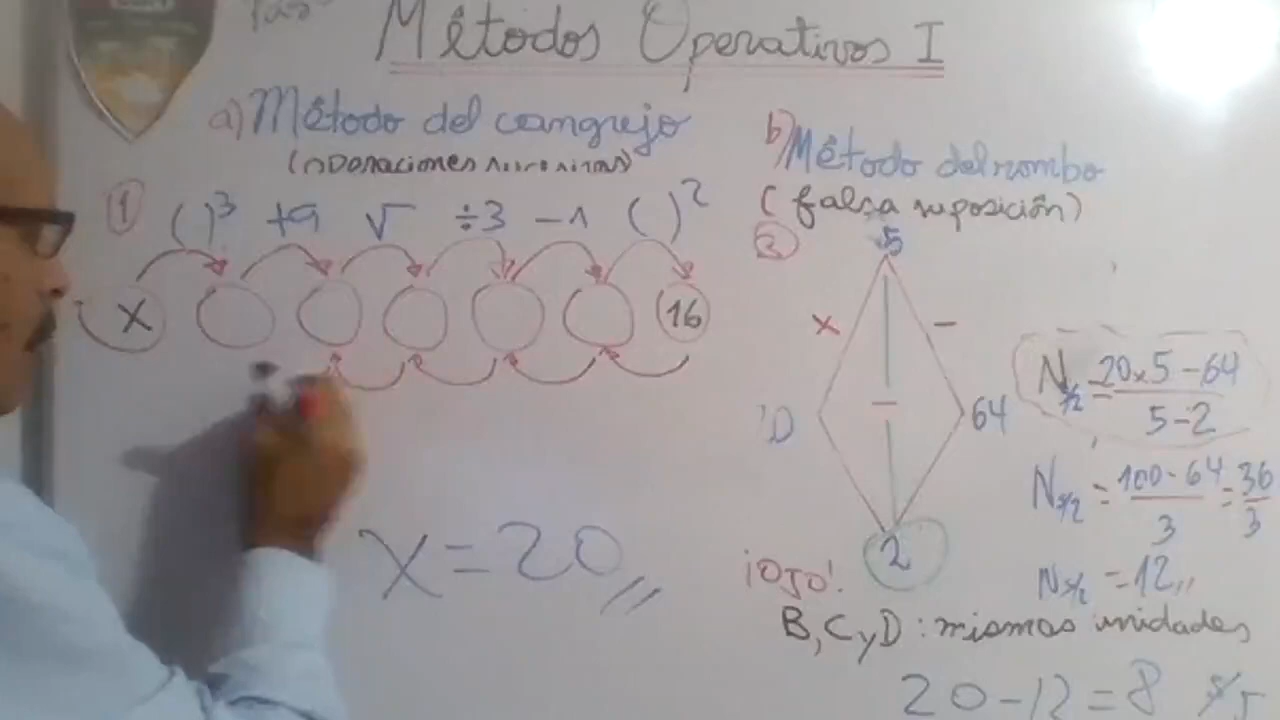 Métodos Operativos I
a) Método del cangrejo
(operaciones inversas)
1 ( )³ +9 √ ÷3 -1 ( )²
X 16
X = 20,,
b) Método del rombo
(falsa suposición)
2
5
x -
-
64
2
N S/2 = 20x5-64 / 5-2
N S/2 = 100-64 / 3 = 36 / 3
N S/2 = 12,,
¡Ojo!
B, C y D : mismas unidades
20-12 = 8